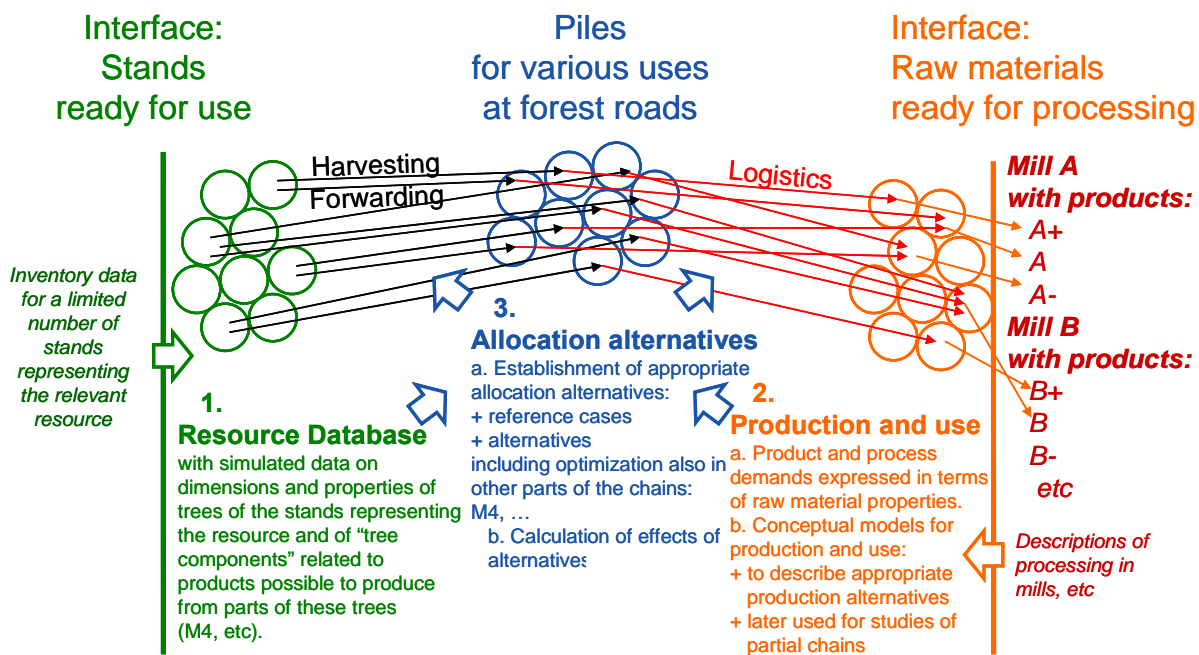 Interface:
Stands
ready for use
Piles
for various uses
at forest roads
Interface:
Raw materials
ready for processing
Harvesting
Forwarding
Logistics
Mill A
with products:
A+
A
A-
Mill B
with products:
B+
B
B-
etc
Inventory data
for a limited
number of
stands
representing
the relevant
resource
1.
Resource Database
with simulated data on
dimensions and properties of
trees of the stands representing
the resource and of “tree
components” related to
products possible to produce
from parts of these trees
(M4, etc).
3.
Allocation alternatives
a. Establishment of appropriate
allocation alternatives:
+ reference cases
+ alternatives
including optimization also in
other parts of the chains:
M4, …
b. Calculation of effects of
alternatives
2.
Production and use
a. Product and process
demands expressed in terms
of raw material properties.
b. Conceptual models for
production and use:
+ to describe appropriate
production alternatives
+ later used for studies of
partial chains
Descriptions of
processing in
mills, etc